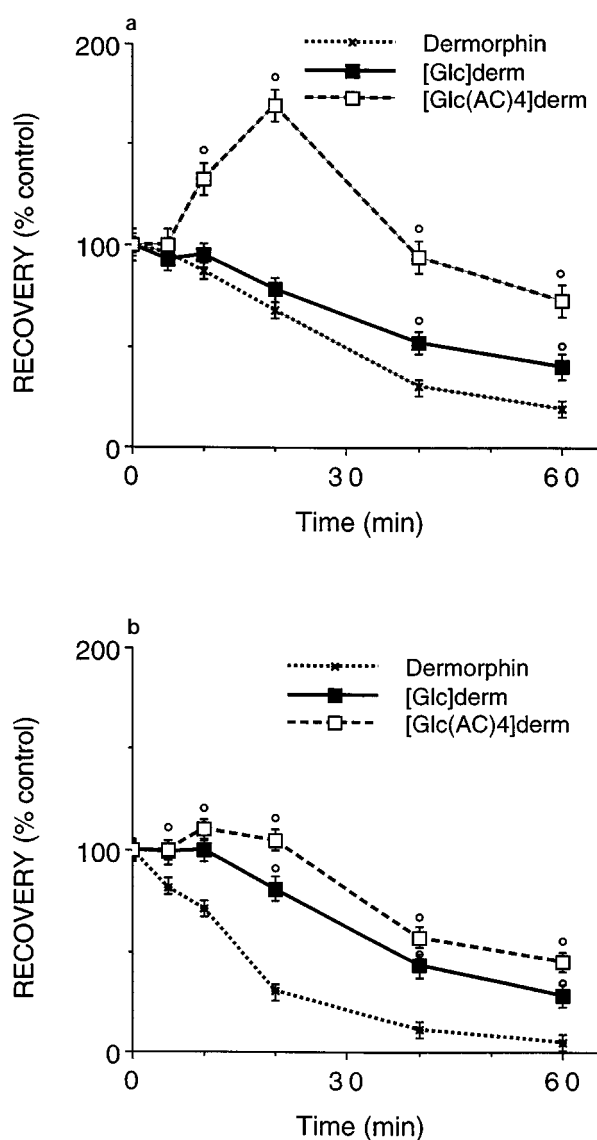 a
200
Dermorphin
[Glc]derm
[Glc(AC)4]derm
RECOVERY (% control)
100
0
0
30
60
Time (min)
b
200
Dermorphin
[Glc]derm
[Glc(AC)4]derm
RECOVERY (% control)
100
0
0
30
60
Time (min)